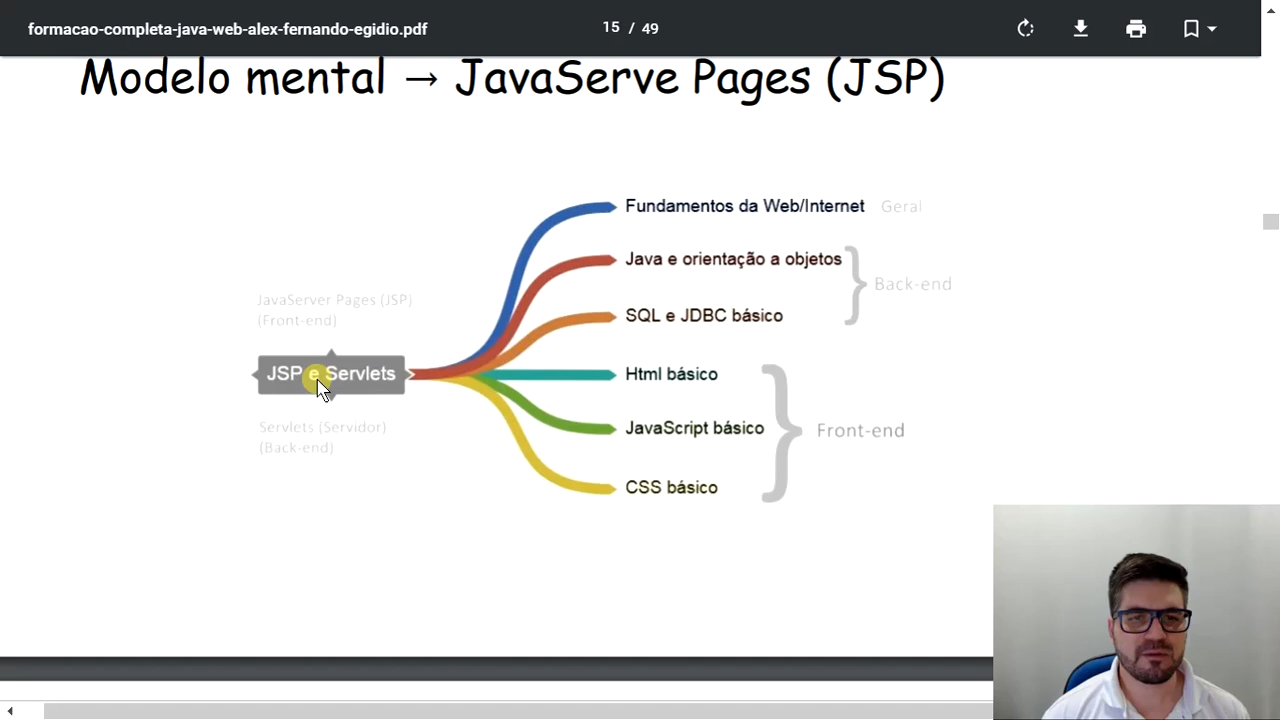 formacao-completa-java-web-alex-fernando-egidio.pdf
15 / 49
Modelo mental → JavaServe Pages (JSP)
Fundamentos da Web/Internet Geral
Java e orientação a objetos
Back-end
SQL e JDBC básico
JavaServer Pages (JSP)
(Front-end)
JSP e Servlets
Servlets (Servidor)
(Back-end)
Html básico
JavaScript básico
Front-end
CSS básico